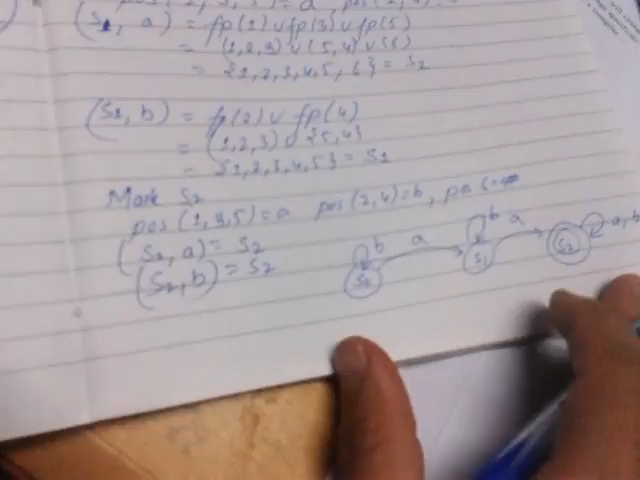 (S1, a) = fp(1) ∪ fp(3) ∪ fp(5)
= (1,2,3) ∪ (5,4) ∪ (6)
= {1,2,3,4,5,6} = S2
(S1, b) = fp(2) ∪ fp(4)
= (1,2,3) ∪ {5,4}
= {1,2,3,4,5} = S1
Mark S2
pos(1,3,5) = a pos(2,4) = b, pos
(S2, a) = S2
(S2, b) = S2
b a b a a, b
S1 S2